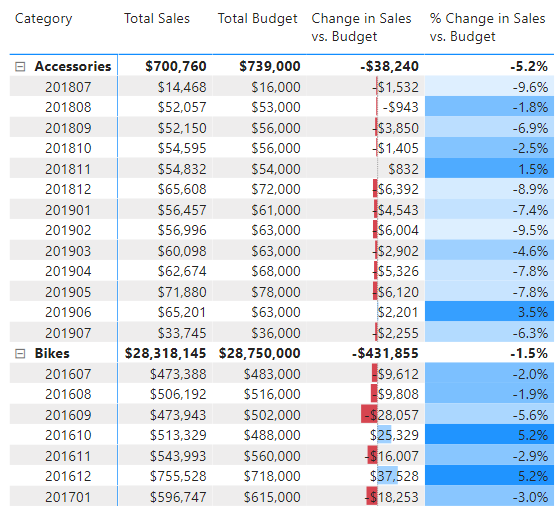 Category Total Sales Total Budget Change in Sales vs. Budget % Change in Sales vs. Budget
Accessories $700,760 $739,000 -$38,240 -5.2%
201807 $14,468 $16,000 -$1,532 -9.6%
201808 $52,057 $53,000 -$943 -1.8%
201809 $52,150 $56,000 -$3,850 -6.9%
201810 $54,595 $56,000 -$1,405 -2.5%
201811 $54,832 $54,000 $832 1.5%
201812 $65,608 $72,000 -$6,392 -8.9%
201901 $56,457 $61,000 -$4,543 -7.4%
201902 $56,996 $63,000 -$6,004 -9.5%
201903 $60,098 $63,000 -$2,902 -4.6%
201904 $62,674 $68,000 -$5,326 -7.8%
201905 $71,880 $78,000 -$6,120 -7.8%
201906 $65,201 $63,000 $2,201 3.5%
201907 $33,745 $36,000 -$2,255 -6.3%
Bikes $28,318,145 $28,750,000 -$431,855 -1.5%
201607 $473,388 $483,000 -$9,612 -2.0%
201608 $506,192 $516,000 -$9,808 -1.9%
201609 $473,943 $502,000 -$28,057 -5.6%
201610 $513,329 $488,000 $25,329 5.2%
201611 $543,993 $560,000 -$16,007 -2.9%
201612 $755,528 $718,000 $37,528 5.2%
201701 $596,747 $615,000 -$18,253 -3.0%